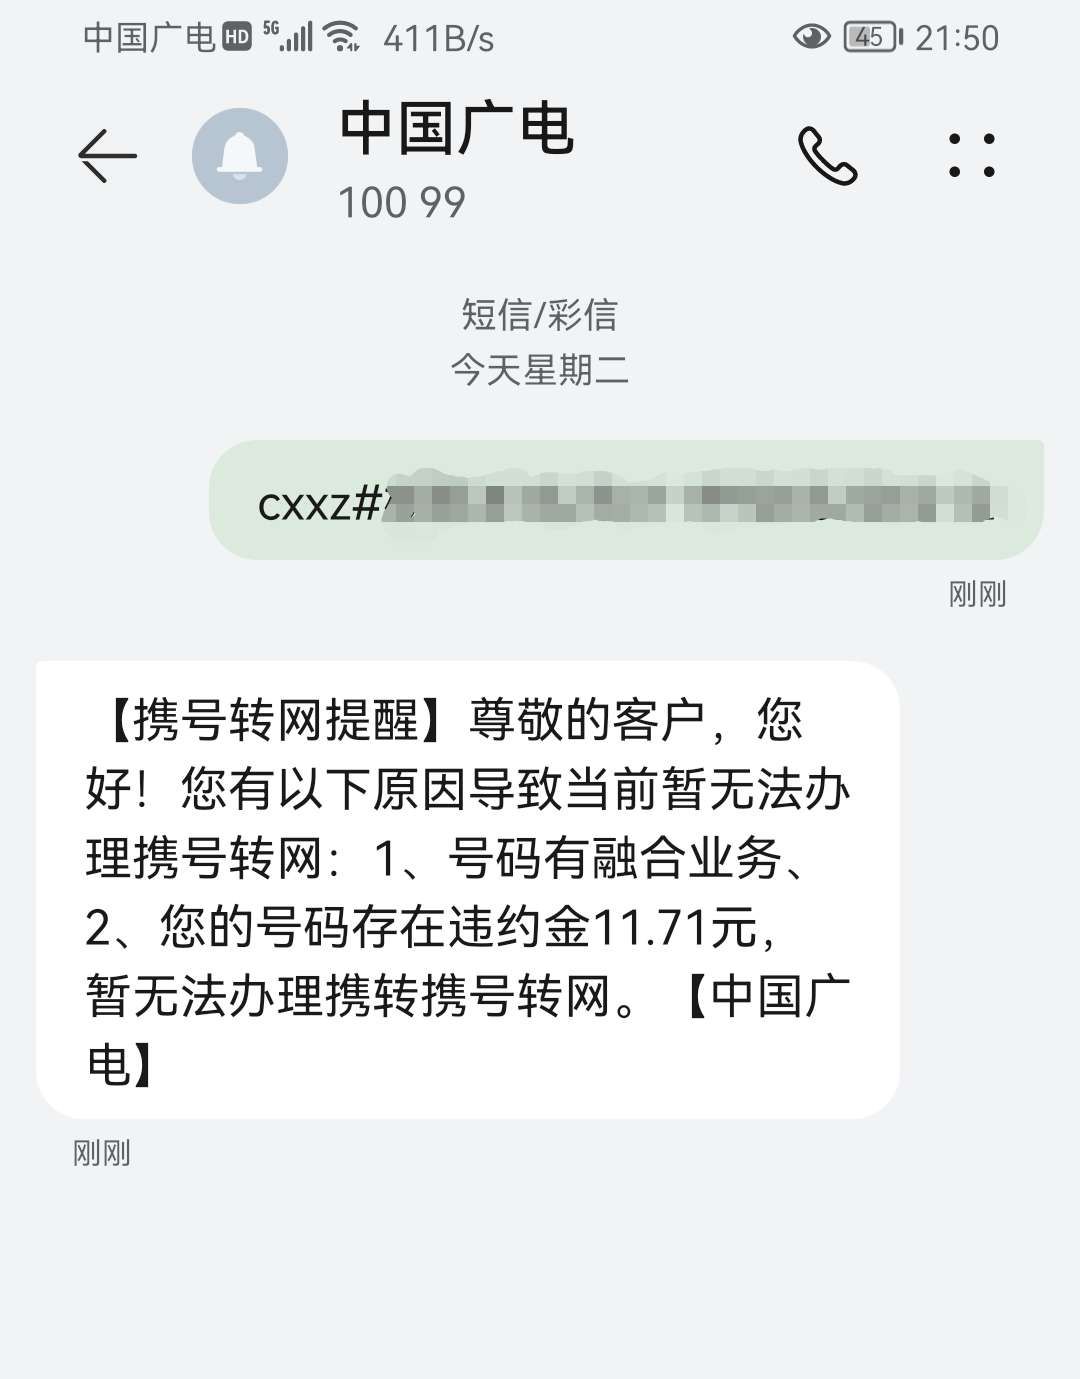 中国广电 HD 5G 411B/s 45 21:50
中国广电
100 99
短信/彩信
今天星期二
cxxz#
刚刚
【携号转网提醒】尊敬的客户，您
好！您有以下原因导致当前暂无法办
理携号转网：1、号码有融合业务、
2、您的号码存在违约金11.71元，
暂无法办理携转携号转网。【中国广
电】
刚刚